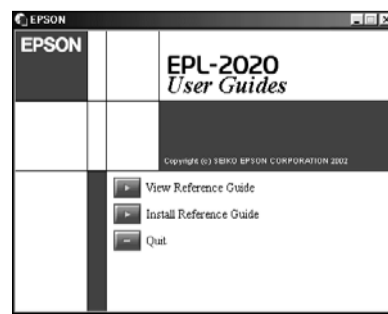 EPSON
EPSON
EPL-2020
User Guides
Copyright (c) SEIKO EPSON CORPORATION 2002
View Reference Guide
Install Reference Guide
Quit